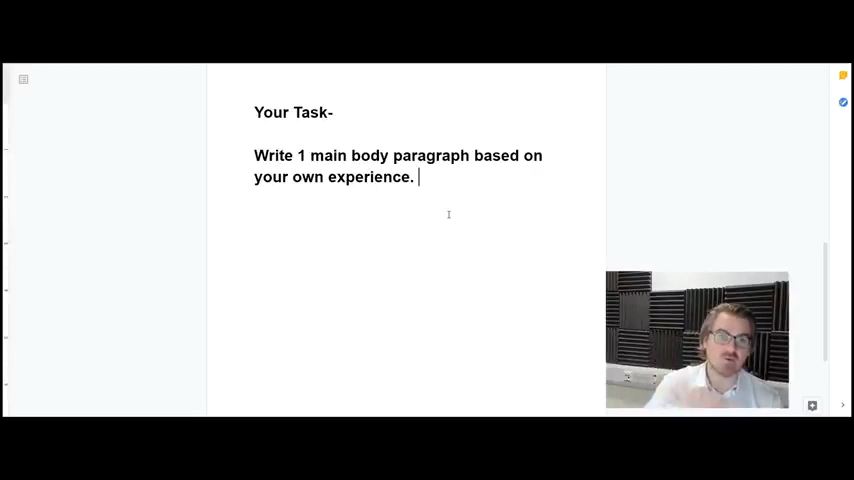 Your Task-
Write 1 main body paragraph based on
your own experience.